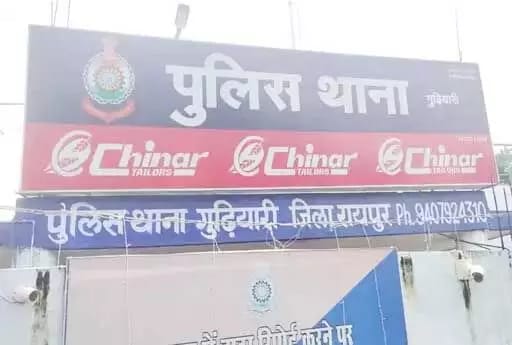 पुलिस थाना गुढ़ियारी
Chinar TAILORS Chinar TAILORS Chinar TAILORS
पुलिस थाना गुढ़ियारी, जिला रायपुर Ph. 9407924310
में द्वारा रिपोर्ट करने पर